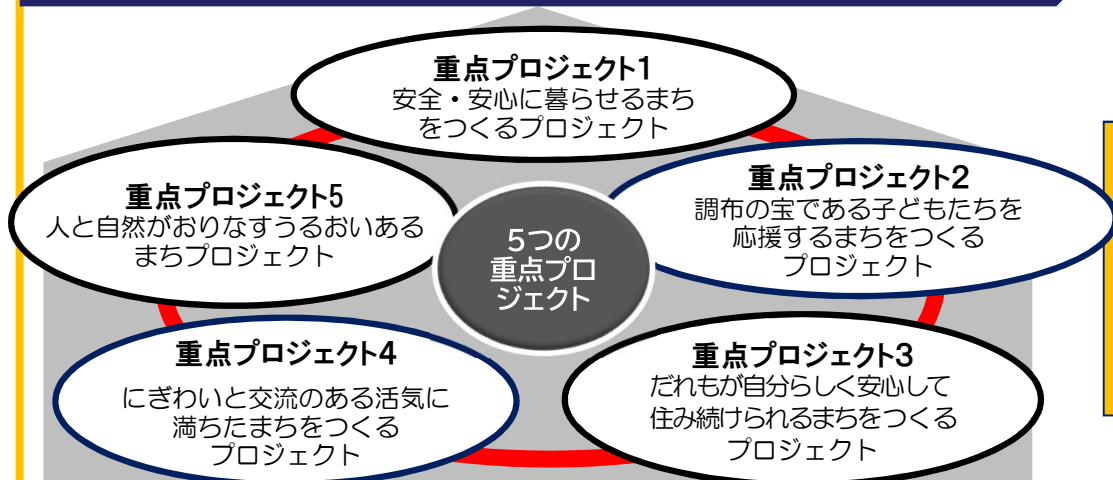 重点プロジェクト1
安全・安心に暮らせるまち
をつくるプロジェクト
重点プロジェクト2
調布の宝である子どもたちを
応援するまちをつくる
プロジェクト
重点プロジェクト3
だれもが自分らしく安心して
住み続けられるまちをつくる
プロジェクト
重点プロジェクト4
にぎわいと交流のある活気に
満ちたまちをつくる
プロジェクト
重点プロジェクト5
人と自然がおりなすうるおいある
まちプロジェクト
5つの
重点プロ
ジェクト